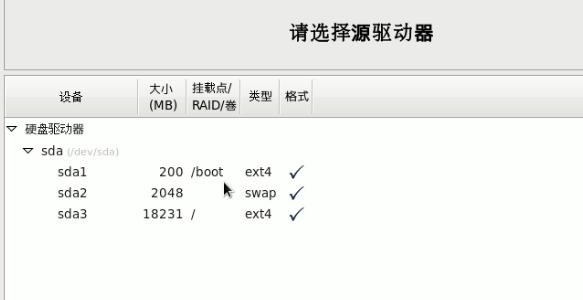 请选择源驱动器
设备
大小
(MB)
挂载点/
RAID/卷
类型
格式
硬盘驱动器
sda (/dev/sda)
sda1 200 /boot ext4 ✓
sda2 2048 swap ✓
sda3 18231 / ext4 ✓